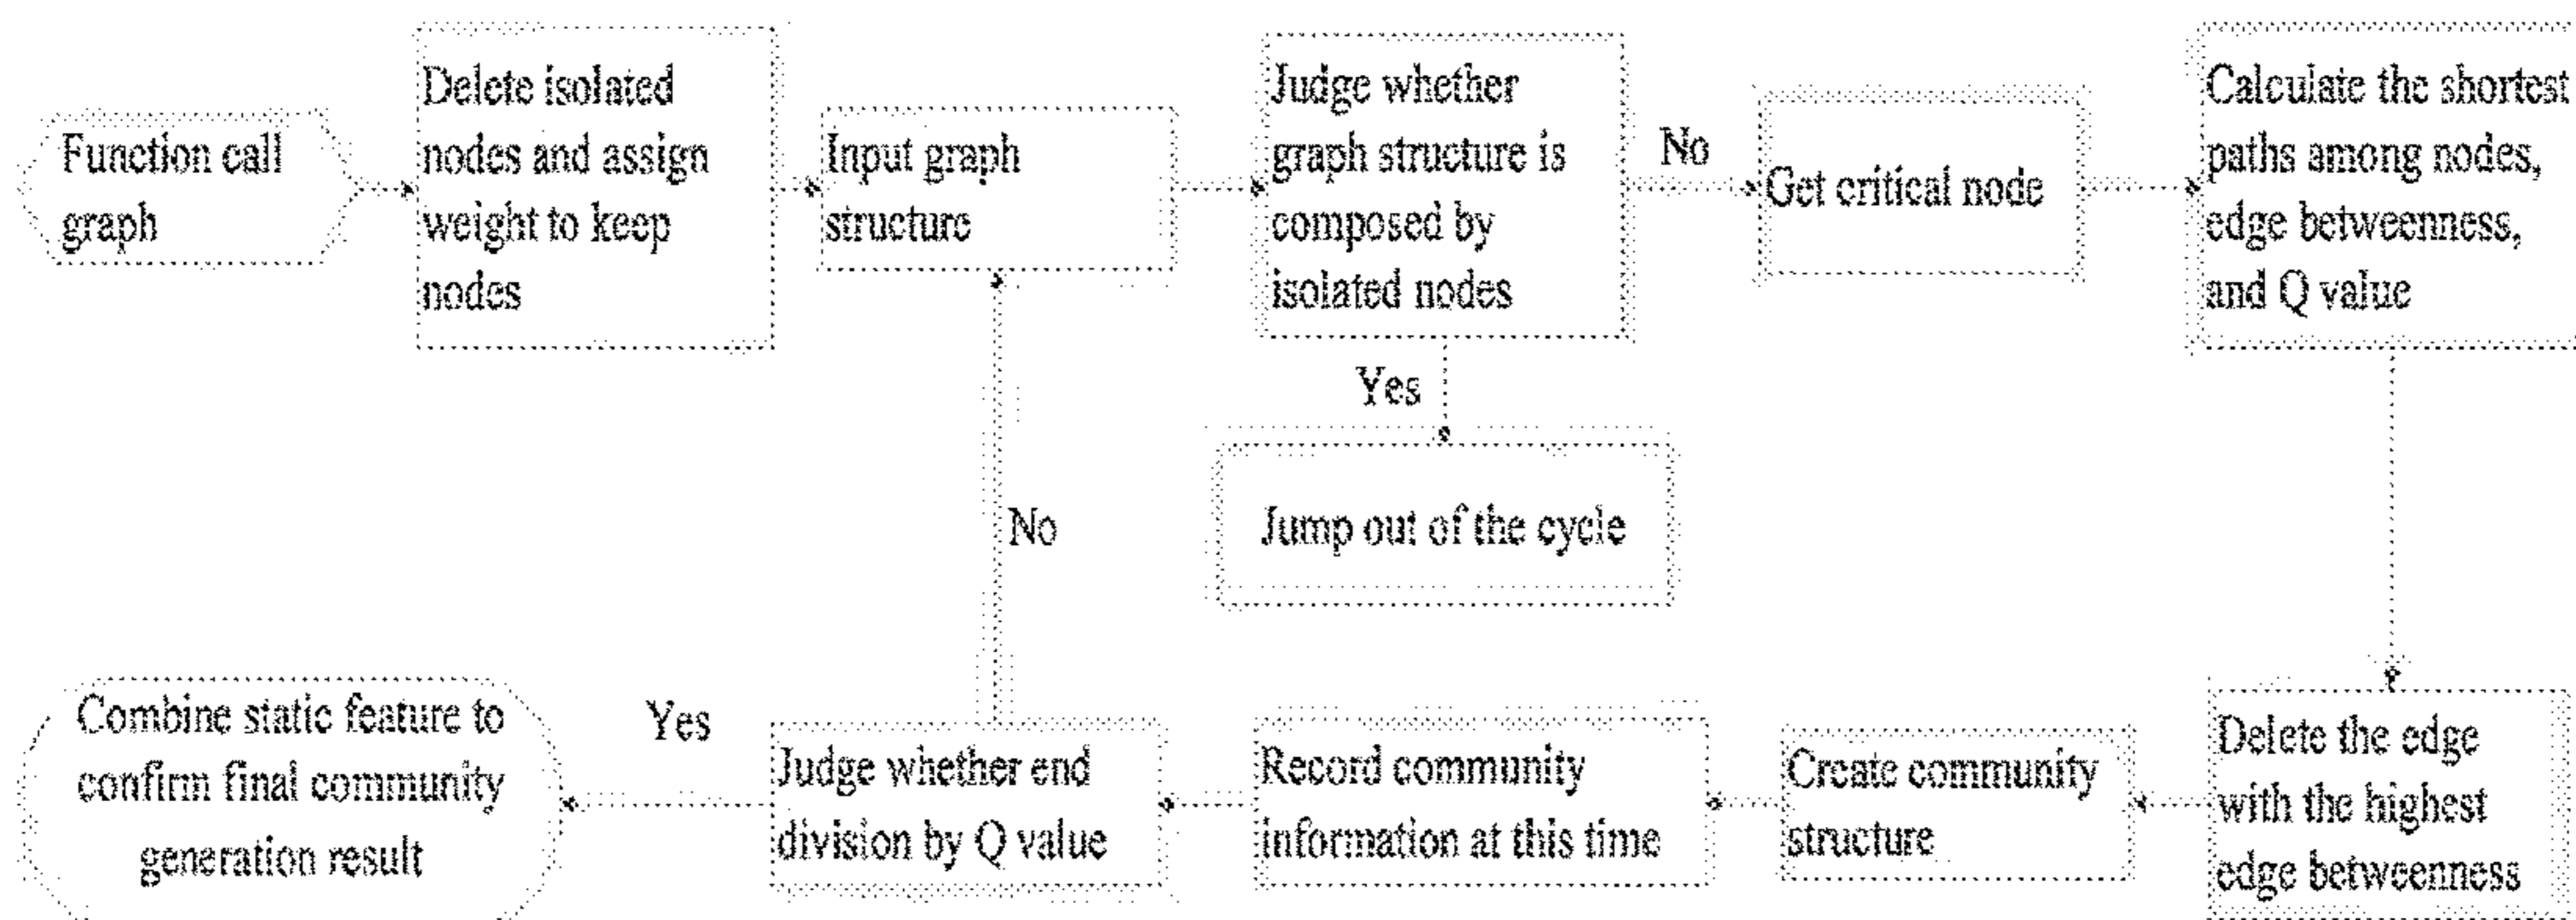 Function call
graph
Delete isolated
nodes and assign
weight to keep
nodes
Input graph
structure
Judge whether
graph structure is
composed by
isolated nodes
No
Get critical node
Calculate the shortest
paths among nodes,
edge betweenness,
and Q value
Yes
Jump out of the cycle
No
Delete the edge
with the highest
edge betweenness
Create community
structure
Record community
information at this time
Judge whether end
division by Q value
Yes
Combine static feature to
confirm final community
generation result